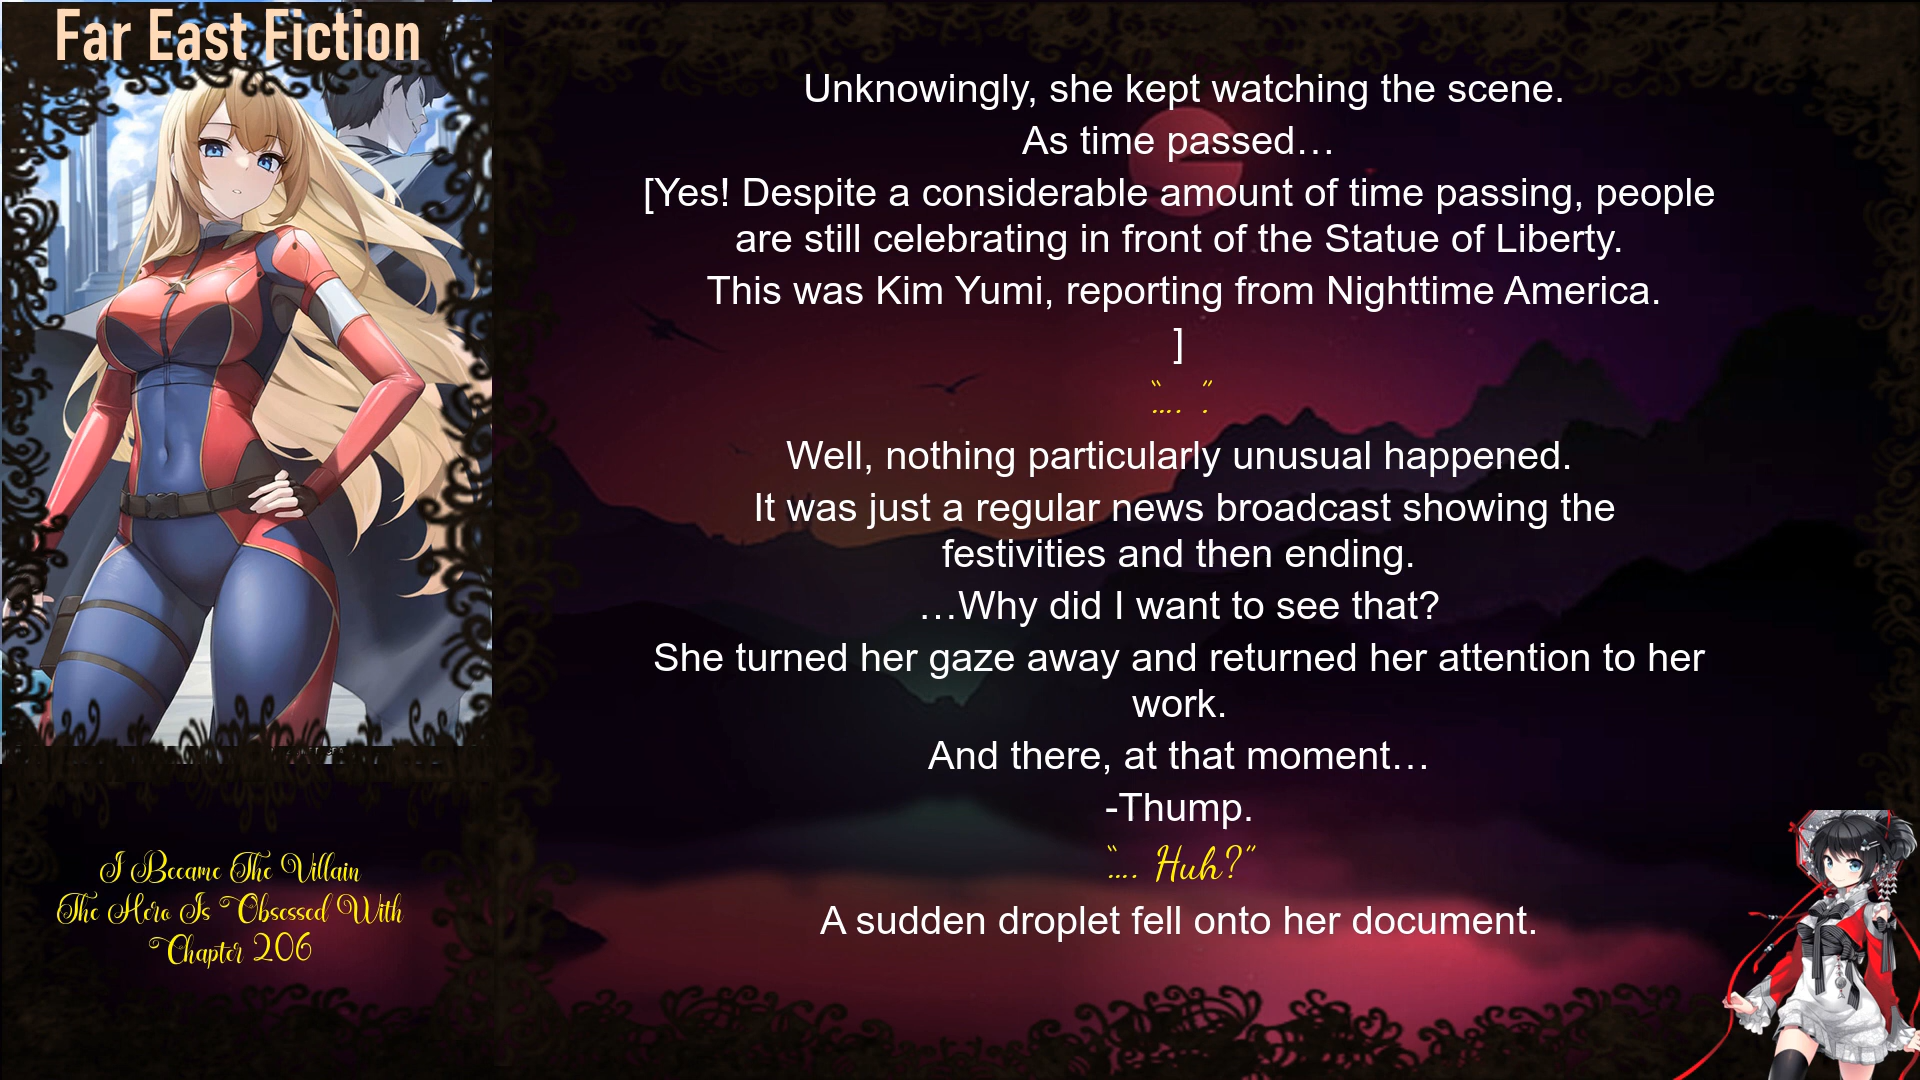 Far East Fiction
Unknowingly, she kept watching the scene.
As time passed…
[Yes! Despite a considerable amount of time passing, people
are still celebrating in front of the Statue of Liberty.
This was Kim Yumi, reporting from Nighttime America.
]
“…. .”
Well, nothing particularly unusual happened.
It was just a regular news broadcast showing the
festivities and then ending.
…Why did I want to see that?
She turned her gaze away and returned her attention to her
work.
And there, at that moment…
-Thump.
“…. Huh?”
A sudden droplet fell onto her document.
I Became The Villain
The Hero Is Obsessed With
Chapter 206